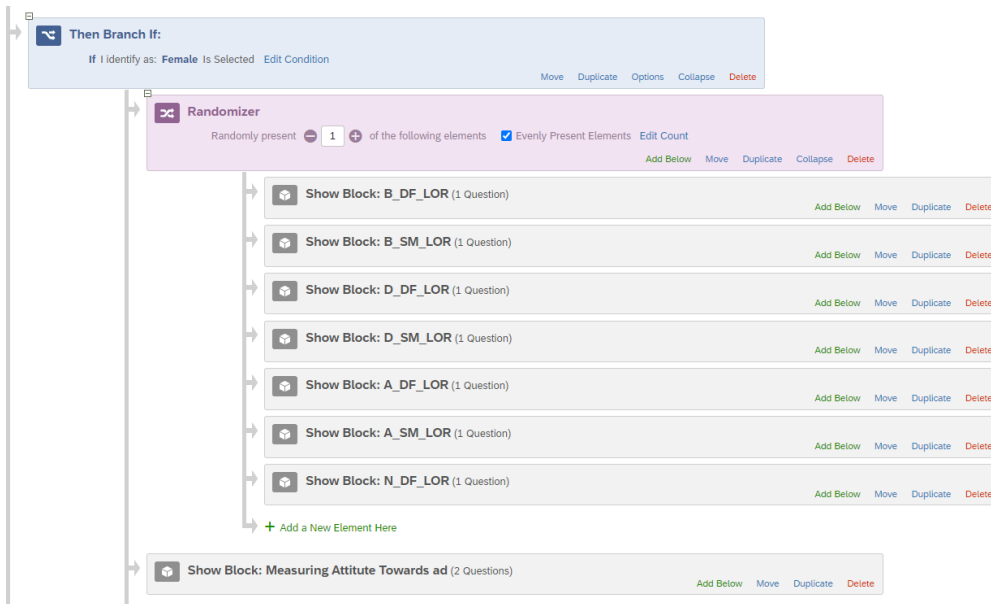 Then Branch If:
If I identify as: Female Is Selected Edit Condition
Move Duplicate Options Collapse Delete
Randomizer
Randomly present 1 of the following elements Evenly Present Elements Edit Count
Add Below Move Duplicate Collapse Delete
Show Block: B_DF_LOR (1 Question)
Add Below Move Duplicate Delete
Show Block: B_SM_LOR (1 Question)
Add Below Move Duplicate Delete
Show Block: D_DF_LOR (1 Question)
Add Below Move Duplicate Delete
Show Block: D_SM_LOR (1 Question)
Add Below Move Duplicate Delete
Show Block: A_DF_LOR (1 Question)
Add Below Move Duplicate Delete
Show Block: A_SM_LOR (1 Question)
Add Below Move Duplicate Delete
Show Block: N_DF_LOR (1 Question)
Add Below Move Duplicate Delete
+ Add a New Element Here
Show Block: Measuring Attitute Towards ad (2 Questions)
Add Below Move Duplicate Delete